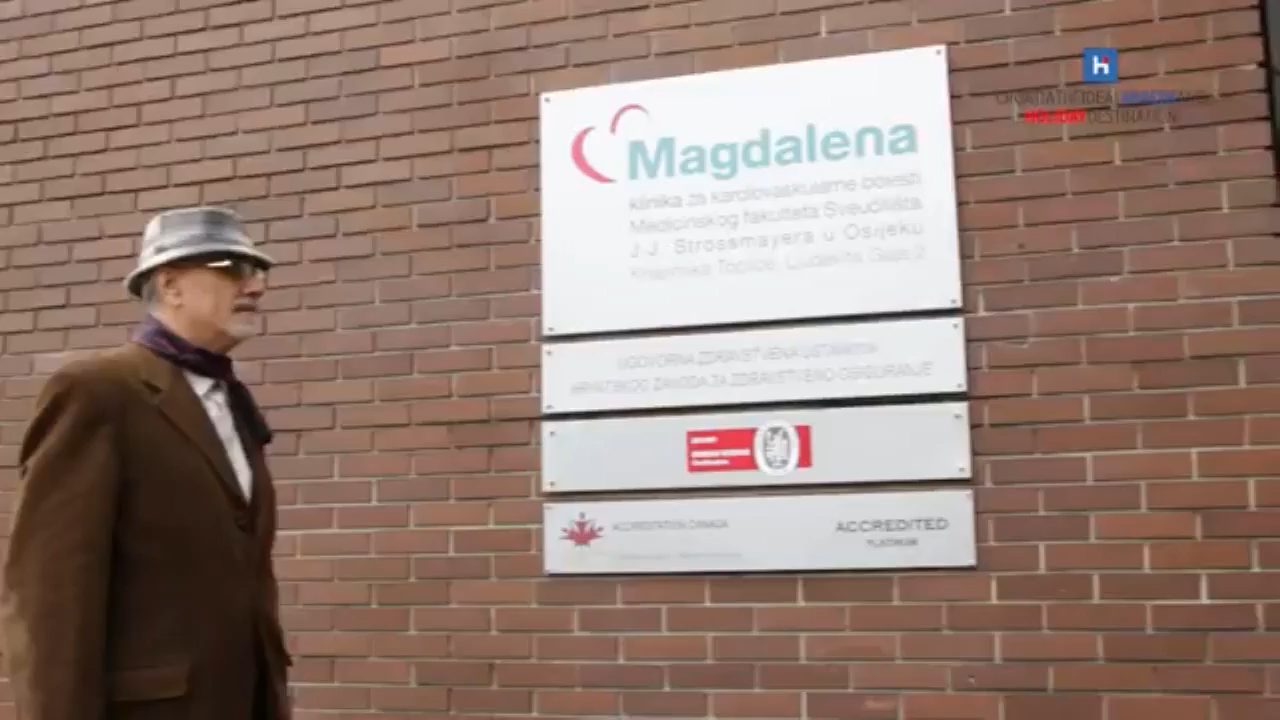 Magdalena
klinika za kardiovaskularne bolesti
Medicinskog fakulteta Sveučilišta
J. J. Strossmayera u Osijeku
Krapinske Toplice, Ljudevita Gaja 2
UGOVORNA ZDRAVSTVENA USTANOVA
HRVATSKOG ZAVODA ZA ZDRAVSTVENO OSIGURANJE
ACCREDITATION CANADA
ACCREDITED
PLATINUM
HOLIDAYDESTINATION